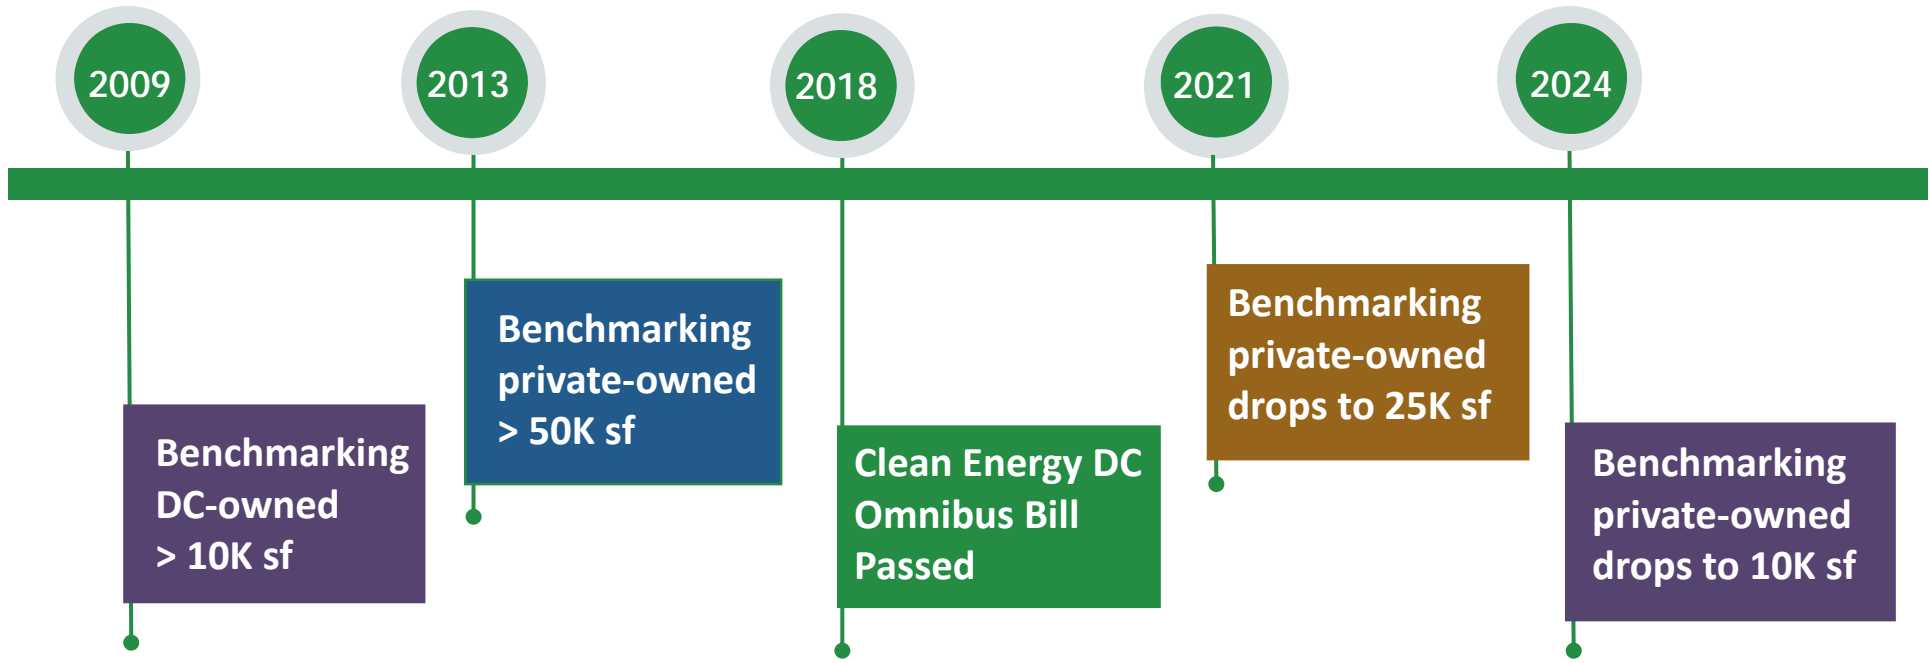 2009
2013
2018
2021
2024
Benchmarking
DC-owned
> 10K sf
Benchmarking
private-owned
> 50K sf
Clean Energy DC
Omnibus Bill
Passed
Benchmarking
private-owned
drops to 25K sf
Benchmarking
private-owned
drops to 10K sf